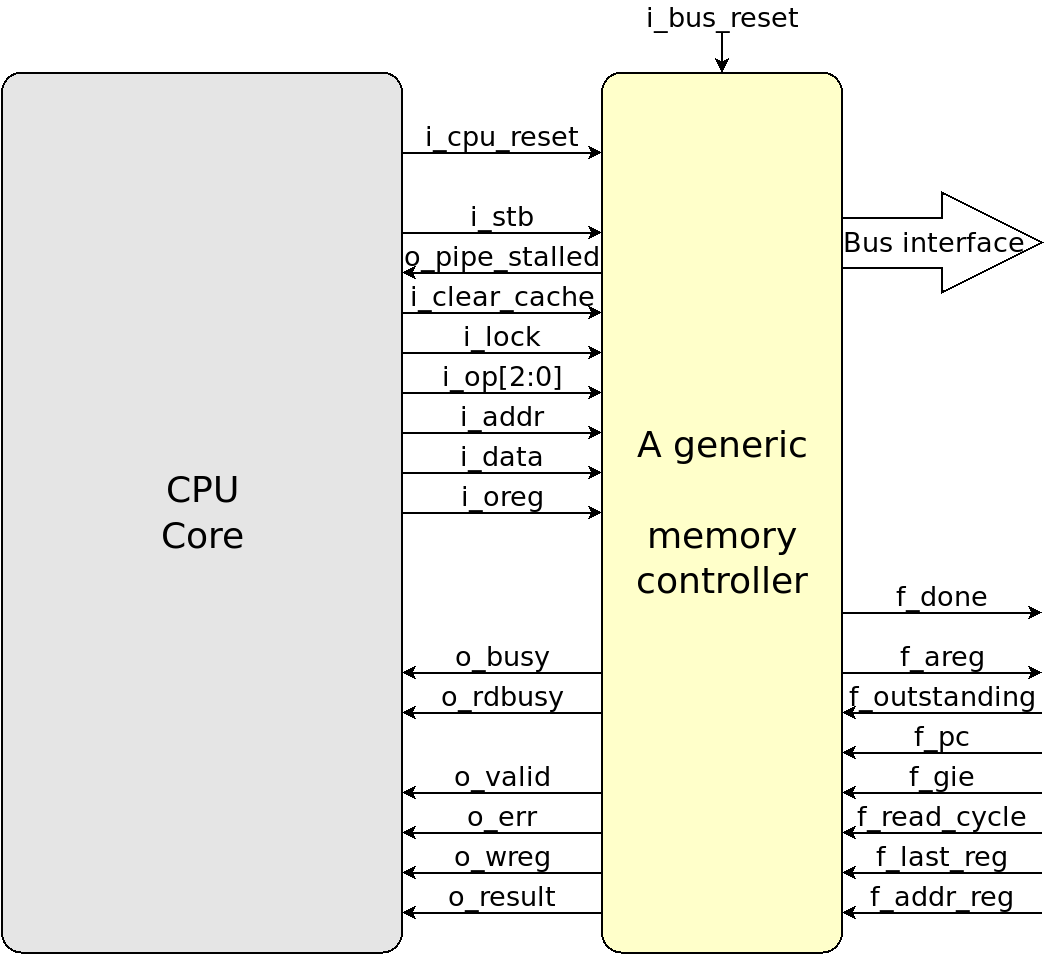 i_bus_reset
i_cpu_reset
i_stb
o_pipe_stalled
i_clear_cache
i_lock
i_op[2:0]
i_addr
i_data
i_oreg
o_busy
o_rdbusy
o_valid
o_err
o_wreg
o_result
CPU
Core
A generic
memory
controller
Bus interface
f_done
f_areg
f_outstanding
f_pc
f_gie
f_read_cycle
f_last_reg
f_addr_reg